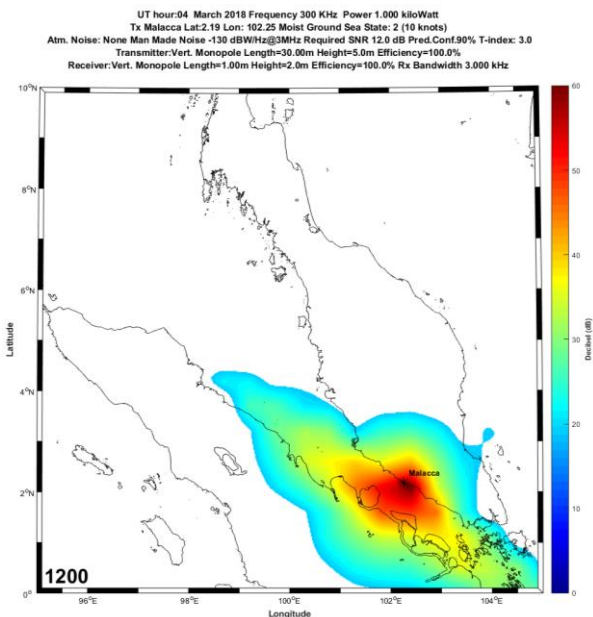 UT hour:04 March 2018 Frequency 300 KHz Power 1.000 kiloWatt
Tx Malacca Lat:2.19 Lon: 102.25 Moist Ground Sea State: 2 (10 knots)
Atm. Noise: None Man Made Noise -130 dBW/Hz@3MHz Required SNR 12.0 dB Pred.Conf.90% T-index: 3.0
Transmitter:Vert. Monopole Length=30.00m Height=5.0m Efficiency=100.0%
Receiver:Vert. Monopole Length=1.00m Height=2.0m Efficiency=100.0% Rx Bandwidth 3.000 kHz
10°N
8°N
6°N
4°N
2°N
0°
Latitude
Malacca
1200
96°E 98°E 100°E 102°E 104°E
Longitude
60
50
40
30
20
10
0
Decibel (dB)